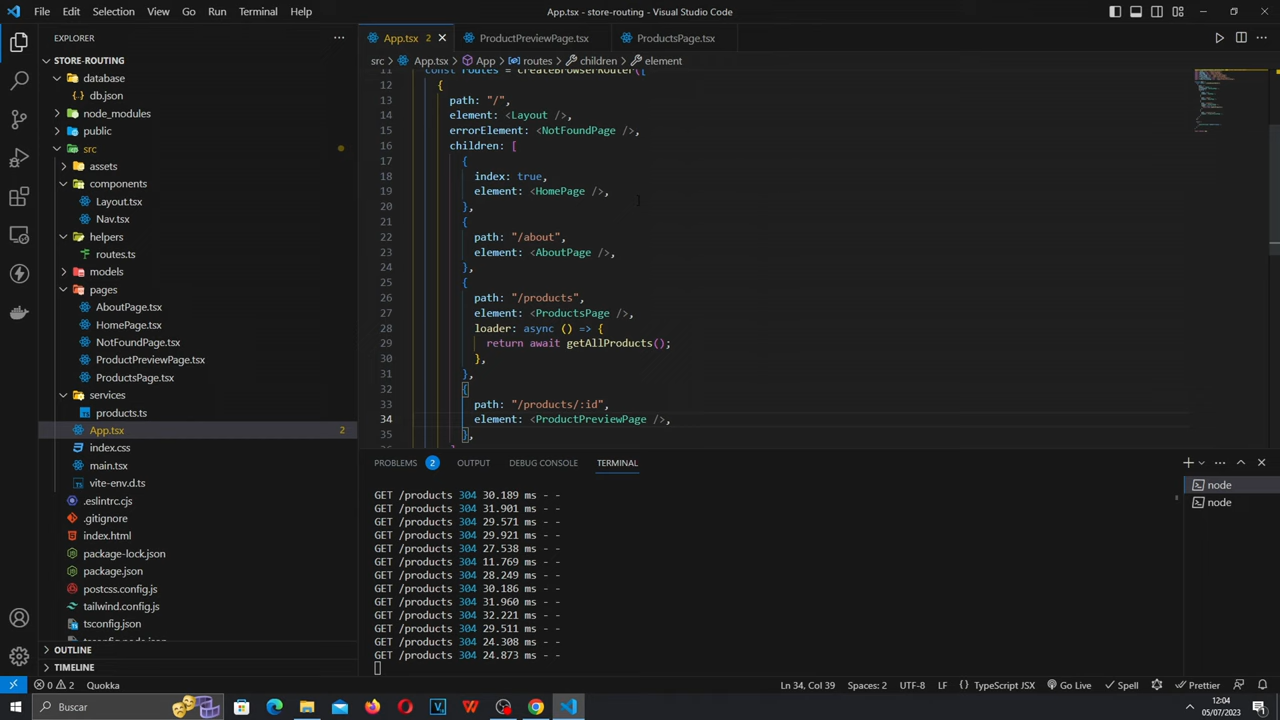 File Edit Selection View Go Run Terminal Help
App.tsx - store-routing - Visual Studio Code
EXPLORER
STORE-ROUTING
database
db.json
node_modules
public
src
assets
components
Layout.tsx
Nav.tsx
helpers
routes.ts
models
pages
AboutPage.tsx
HomePage.tsx
NotFoundPage.tsx
ProductPreviewPage.tsx
ProductsPage.tsx
services
products.ts
App.tsx 2
index.css
main.tsx
vite-env.d.ts
.eslintrc.cjs
.gitignore
index.html
package-lock.json
package.json
postcss.config.js
tailwind.config.js
tsconfig.json
tsconfig.node.json
OUTLINE
TIMELINE
App.tsx 2 ProductPreviewPage.tsx ProductsPage.tsx
src > App.tsx > App > routes > children > element
11 const routes = createBrowserRouter([
12 {
13 path: "/",
14 element: <Layout />,
15 errorElement: <NotFoundPage />,
16 children: [
17 {
18 index: true,
19 element: <HomePage />,
20 },
21 {
22 path: "/about",
23 element: <AboutPage />,
24 },
25 {
26 path: "/products",
27 element: <ProductsPage />,
28 loader: async () => {
29 return await getAllProducts();
30 },
31 },
32 {
33 path: "/products/:id",
34 element: <ProductPreviewPage />,
35 },
PROBLEMS 2 OUTPUT DEBUG CONSOLE TERMINAL
GET /products 304 30.189 ms - -
GET /products 304 31.901 ms - -
GET /products 304 29.571 ms - -
GET /products 304 29.921 ms - -
GET /products 304 27.538 ms - -
GET /products 304 11.769 ms - -
GET /products 304 28.249 ms - -
GET /products 304 30.186 ms - -
GET /products 304 31.960 ms - -
GET /products 304 32.221 ms - -
GET /products 304 29.511 ms - -
GET /products 304 24.308 ms - -
GET /products 304 24.873 ms - -
node
node
0 2 Quokka
Ln 34, Col 39 Spaces: 2 UTF-8 LF TypeScript JSX Go Live Spell Prettier
Buscar
12:04
05/07/2023